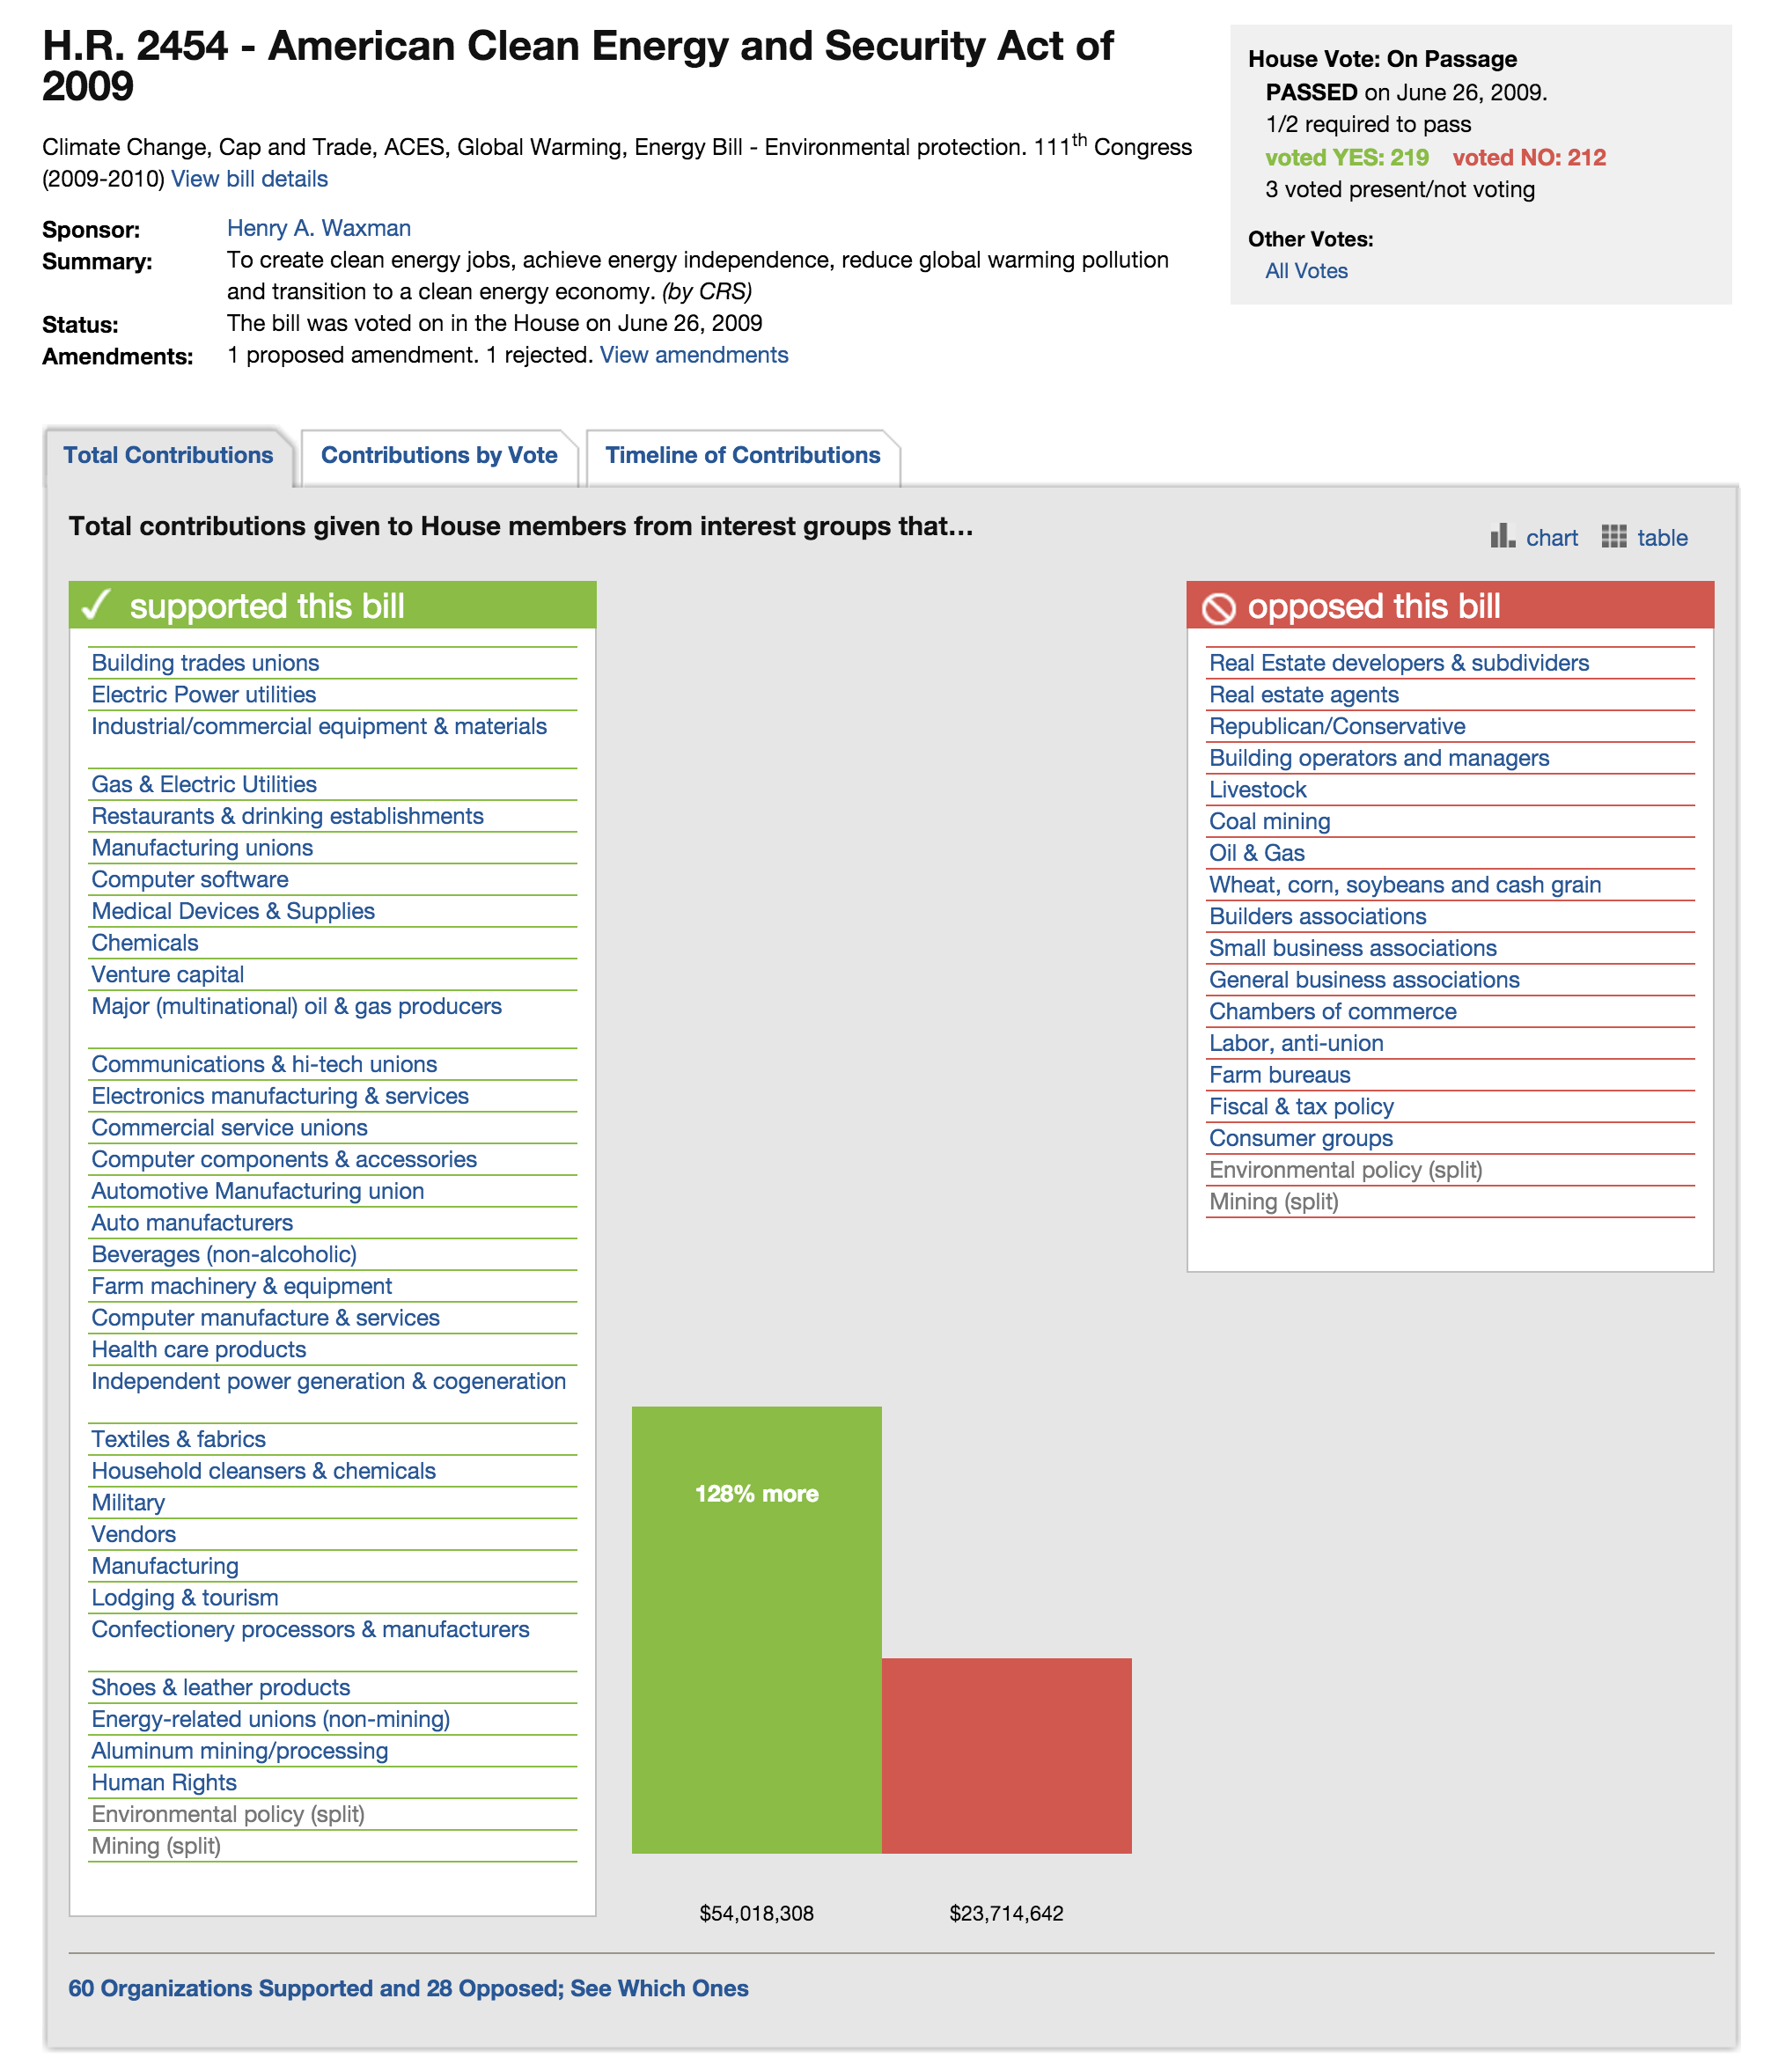 H.R. 2454 - American Clean Energy and Security Act of
2009
Climate Change, Cap and Trade, ACES, Global Warming, Energy Bill - Environmental protection. 111th Congress
(2009-2010) View bill details
Sponsor: Henry A. Waxman
Summary: To create clean energy jobs, achieve energy independence, reduce global warming pollution
and transition to a clean energy economy. (by CRS)
Status: The bill was voted on in the House on June 26, 2009
Amendments: 1 proposed amendment. 1 rejected. View amendments
House Vote: On Passage
PASSED on June 26, 2009.
1/2 required to pass
voted YES: 219 voted NO: 212
3 voted present/not voting
Other Votes:
All Votes
Total Contributions
Contributions by Vote
Timeline of Contributions
Total contributions given to House members from interest groups that...
chart
table
supported this bill
Building trades unions
Electric Power utilities
Industrial/commercial equipment & materials
Gas & Electric Utilities
Restaurants & drinking establishments
Manufacturing unions
Computer software
Medical Devices & Supplies
Chemicals
Venture capital
Major (multinational) oil & gas producers
Communications & hi-tech unions
Electronics manufacturing & services
Commercial service unions
Computer components & accessories
Automotive Manufacturing union
Auto manufacturers
Beverages (non-alcoholic)
Farm machinery & equipment
Computer manufacture & services
Health care products
Independent power generation & cogeneration
Textiles & fabrics
Household cleansers & chemicals
Military
Vendors
Manufacturing
Lodging & tourism
Confectionery processors & manufacturers
Shoes & leather products
Energy-related unions (non-mining)
Aluminum mining/processing
Human Rights
Environmental policy (split)
Mining (split)
128% more
$54,018,308
$23,714,642
opposed this bill
Real Estate developers & subdividers
Real estate agents
Republican/Conservative
Building operators and managers
Livestock
Coal mining
Oil & Gas
Wheat, corn, soybeans and cash grain
Builders associations
Small business associations
General business associations
Chambers of commerce
Labor, anti-union
Farm bureaus
Fiscal & tax policy
Consumer groups
Environmental policy (split)
Mining (split)
60 Organizations Supported and 28 Opposed; See Which Ones